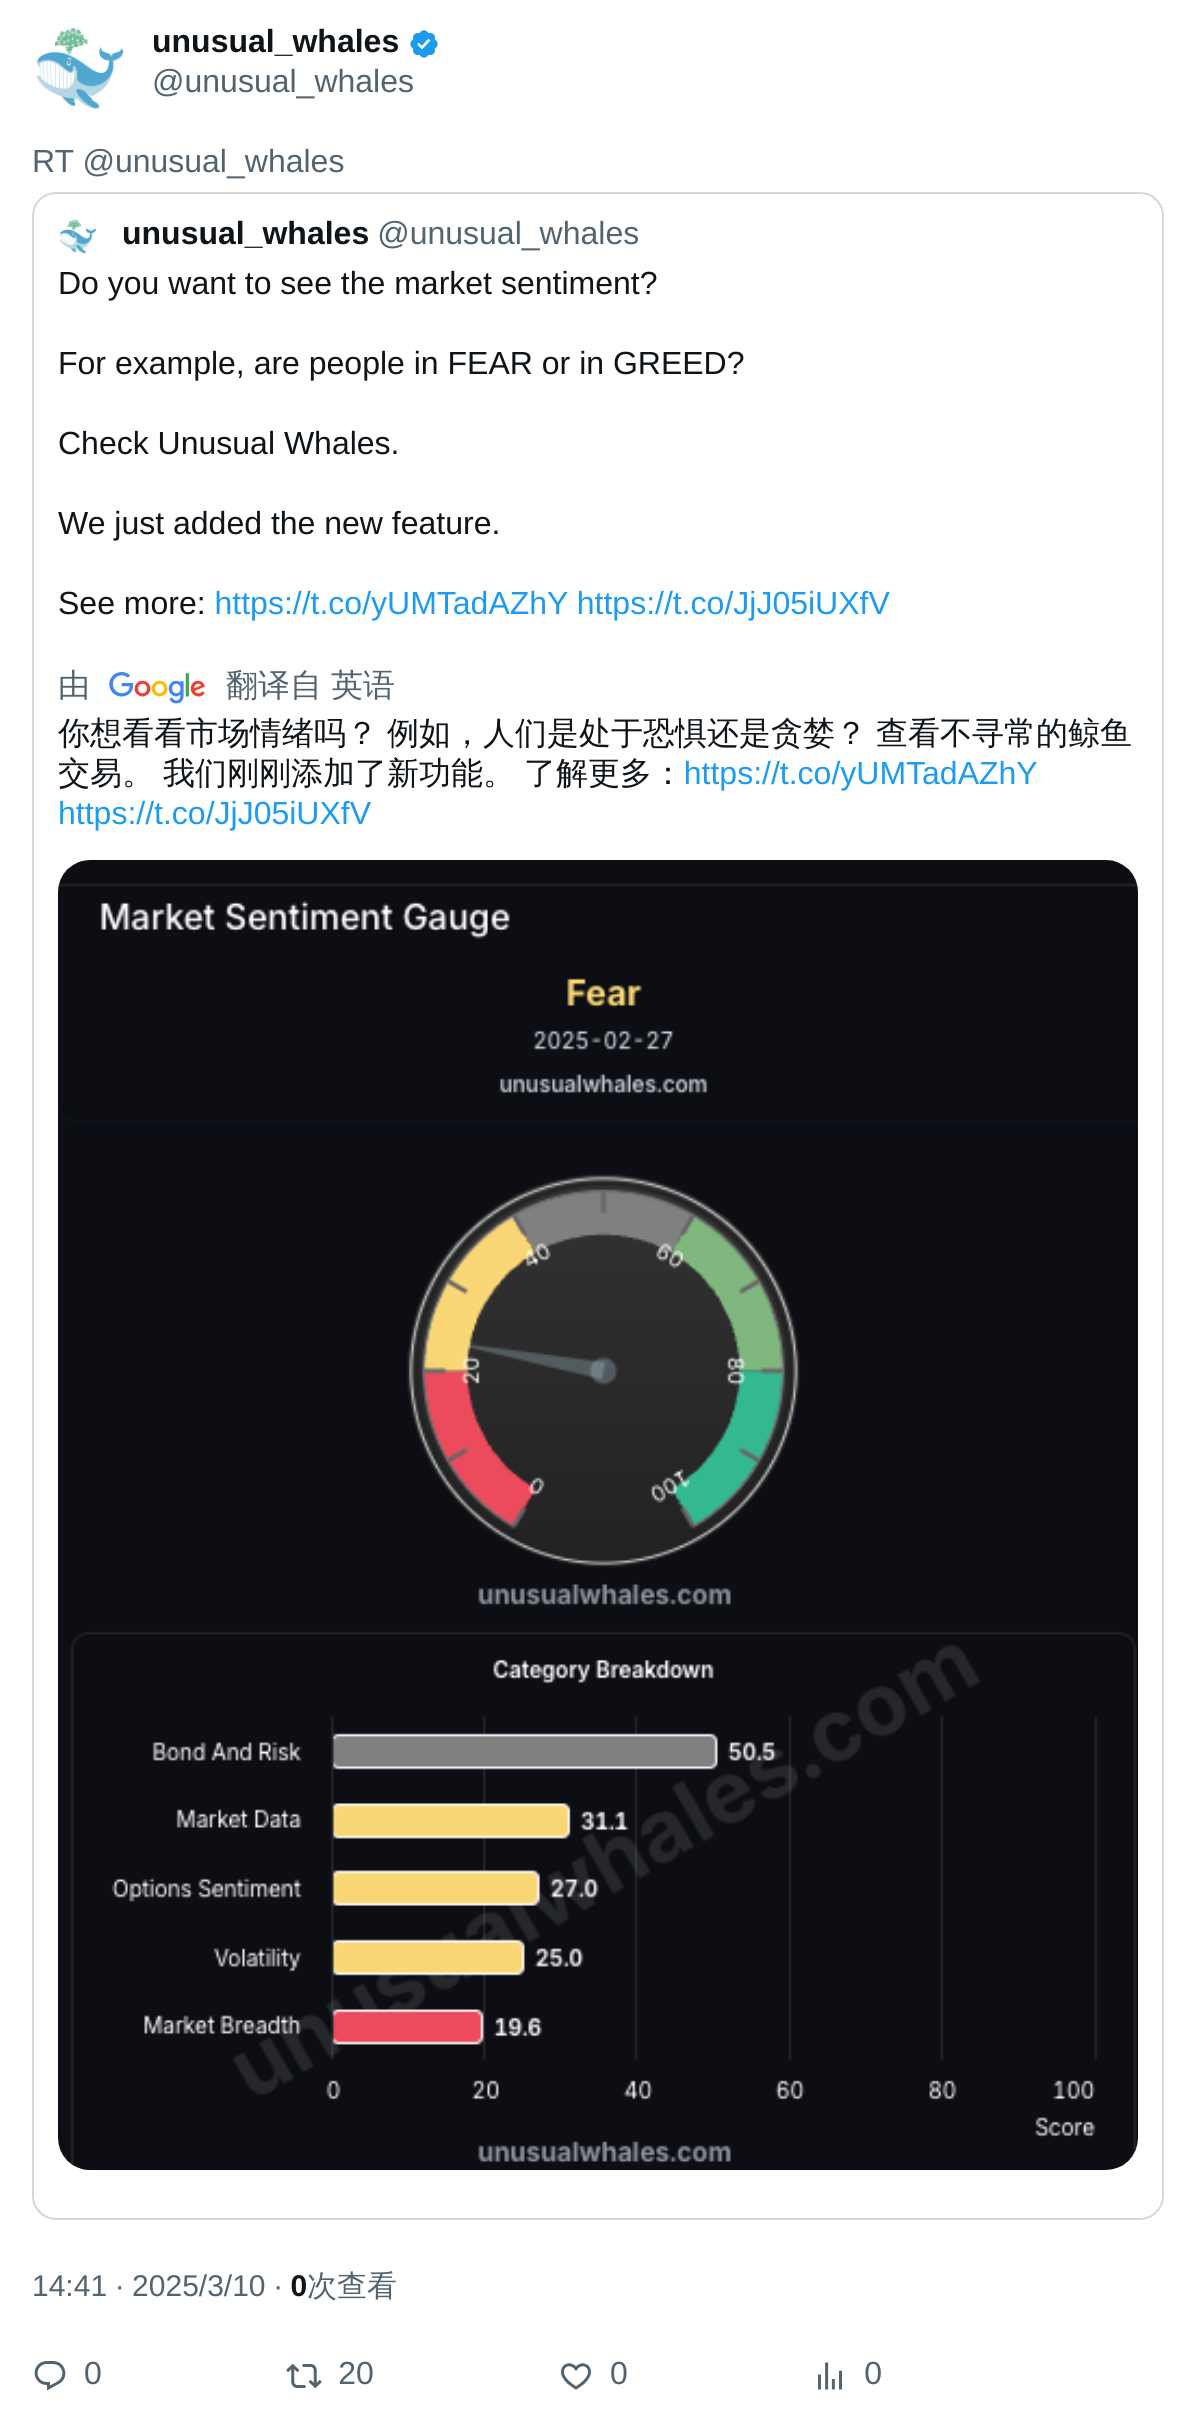 unusual_whales
@unusual_whales
RT @unusual_whales
unusual_whales @unusual_whales
Do you want to see the market sentiment?
For example, are people in FEAR or in GREED?
Check Unusual Whales.
We just added the new feature.
See more: https://t.co/yUMTadAZhY https://t.co/JjJ05iUXfV
由 Google 翻译自 英语
你想看看市场情绪吗？ 例如，人们是处于恐惧还是贪婪？ 查看不寻常的鲸鱼
交易。 我们刚刚添加了新功能。 了解更多：https://t.co/yUMTadAZhY
https://t.co/JjJ05iUXfV
Market Sentiment Gauge
Fear
2025-02-27
unusualwhales.com
40 60
20 80
0 100
unusualwhales.com
Category Breakdown
Bond And Risk 50.5
Market Data 31.1
Options Sentiment 27.0
Volatility 25.0
Market Breadth 19.6
0 20 40 60 80 100
Score
unusualwhales.com
unusualwhales.com
14:41 · 2025/3/10 · 0次查看
0 20 0 0